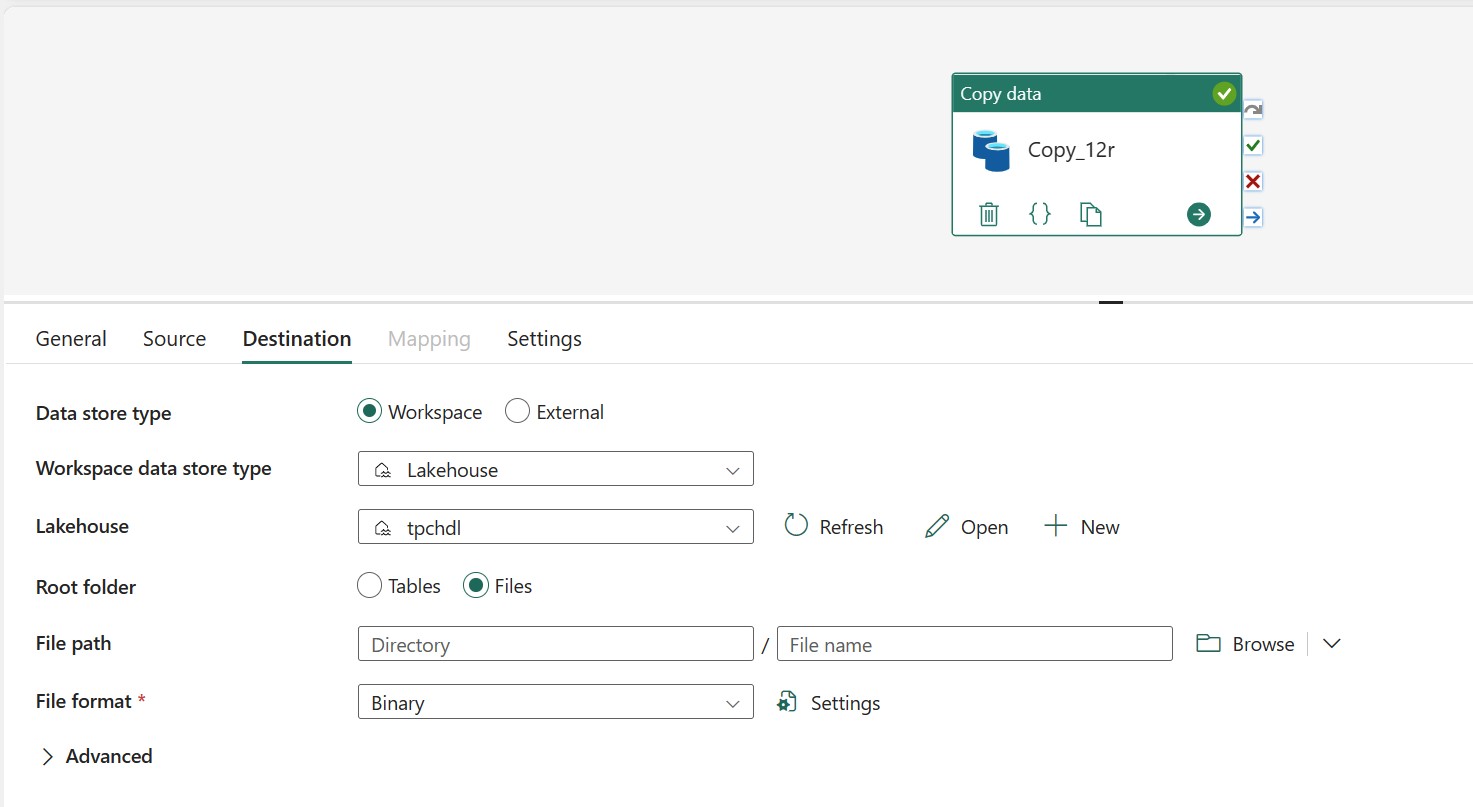 Copy data
Copy_12r
General Source Destination Mapping Settings
Data store type Workspace External
Workspace data store type Lakehouse
Lakehouse tpchdl Refresh Open New
Root folder Tables Files
File path Directory / File name Browse
File format * Binary Settings
Advanced